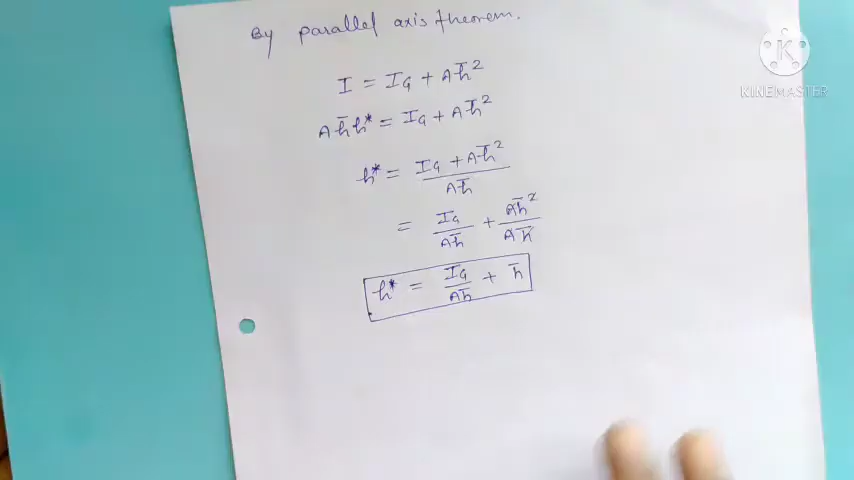 By parallel axis theorem.
I = IG + Ah̄²
Ah̄h* = IG + Ah̄²
h* = IG + Ah̄² / Ah̄
= IG / Ah̄ + Ah̄² / Ah̄
h* = IG / Ah̄ + h̄
K
KINEMASTER